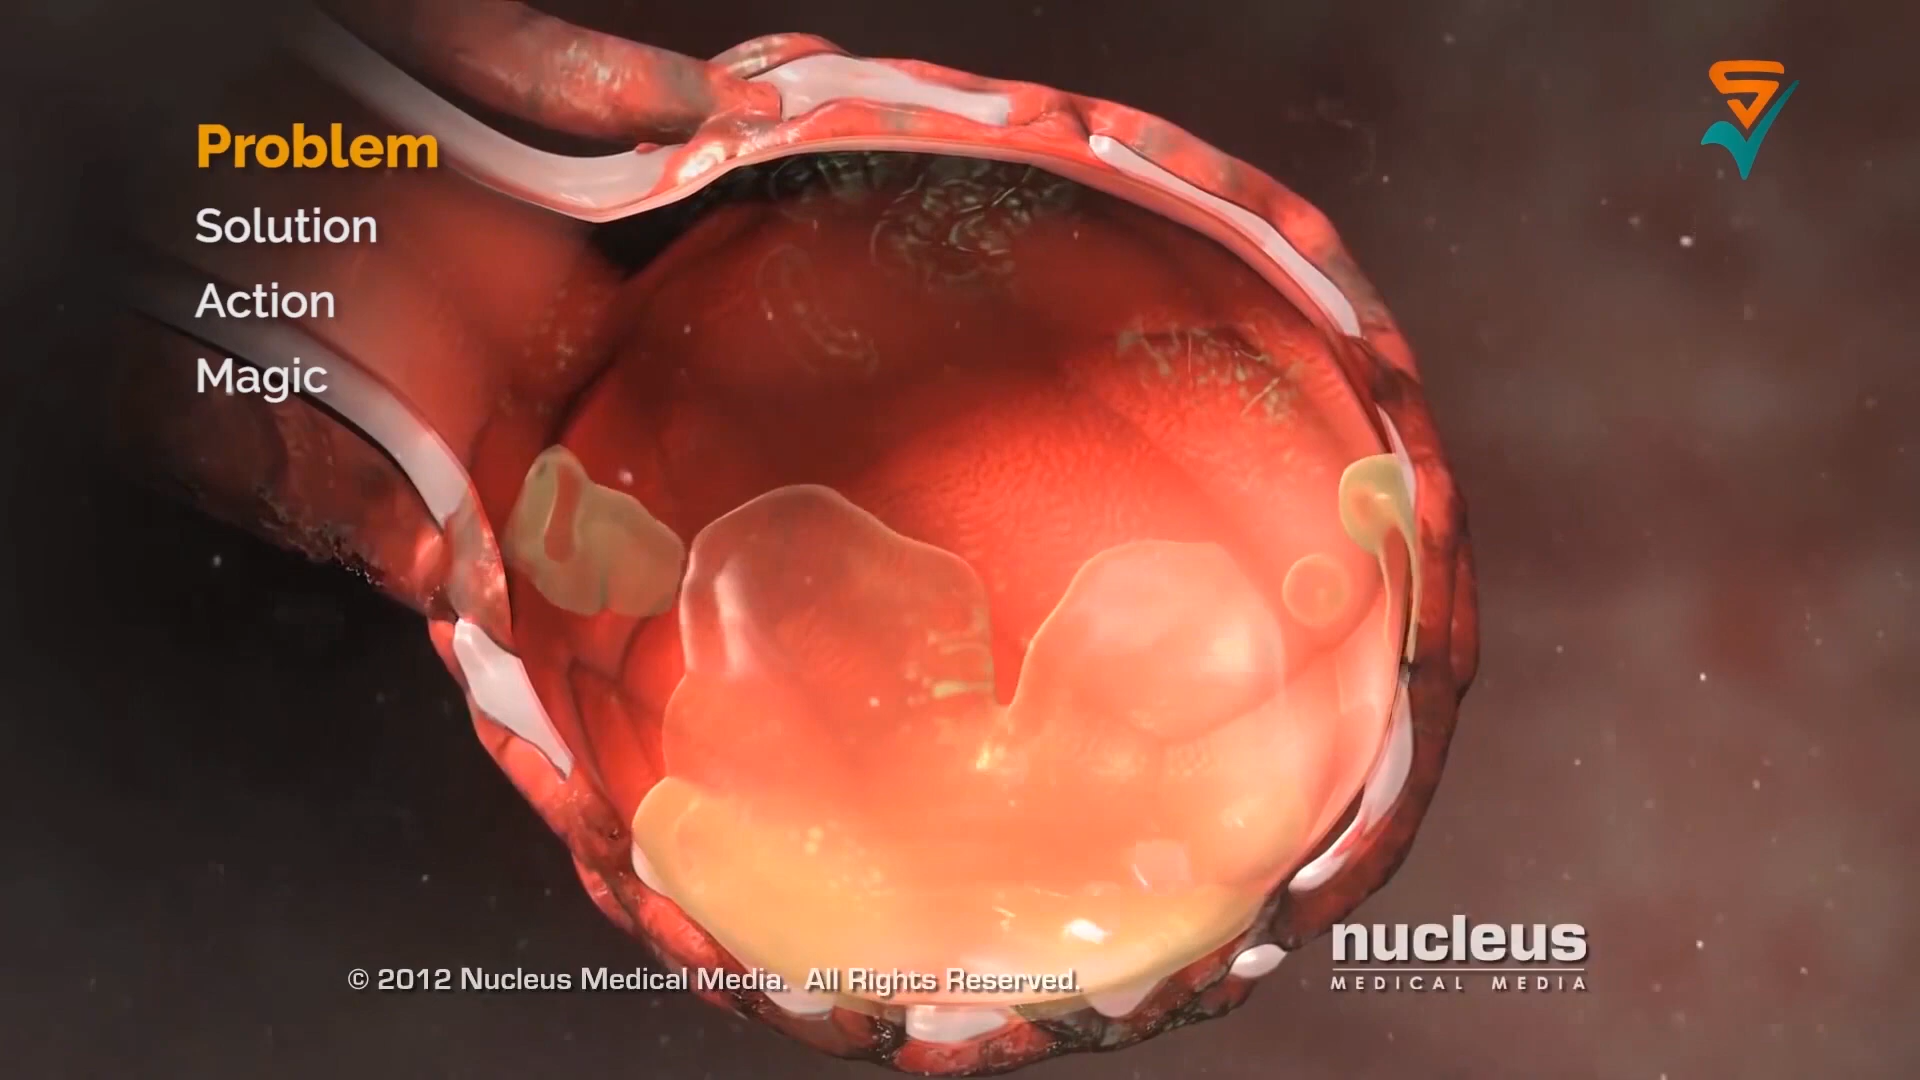 Problem
Solution
Action
Magic
© 2012 Nucleus Medical Media. All Rights Reserved.
nucleus
MEDICAL MEDIA